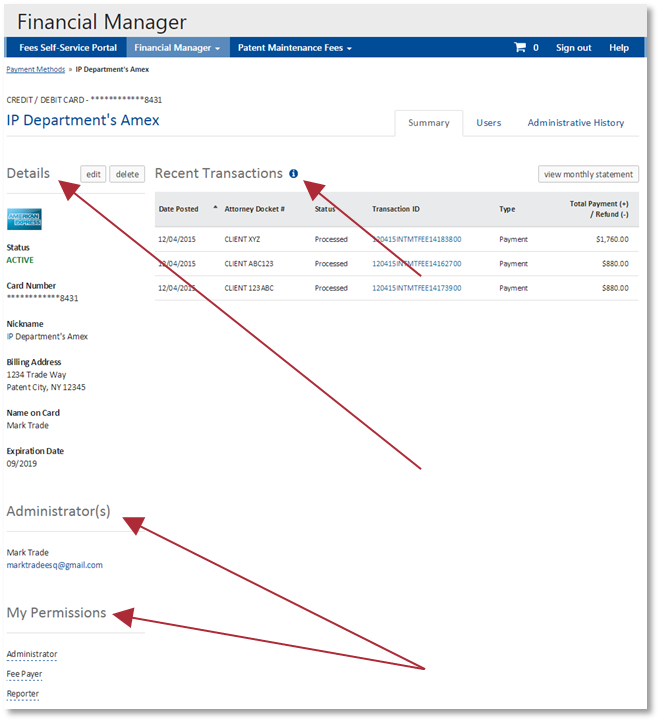 Financial Manager
Fees Self-Service Portal Financial Manager Patent Maintenance Fees 0 Sign out Help
Payment Methods » IP Department's Amex
CREDIT / DEBIT CARD - ************8431
IP Department's Amex
Summary Users Administrative History
Details edit delete
AMERICAN EXPRESS
Status
ACTIVE
Card Number
************8431
Nickname
IP Department's Amex
Billing Address
1234 Trade Way
Patent City, NY 12345
Name on Card
Mark Trade
Expiration Date
09/2019
Administrator(s)
Mark Trade
marktradeesq@gmail.com
My Permissions
Administrator
Fee Payer
Reporter
Recent Transactions view monthly statement
Date Posted Attorney Docket # Status Transaction ID Type Total Payment (+)
/ Refund (-)
12/04/2015 CLIENT XYZ Processed 120415INTMTFEE14183800 Payment $1,760.00
12/04/2015 CLIENT ABC123 Processed 120415INTMTFEE14162700 Payment $880.00
12/04/2015 CLIENT 123ABC Processed 120415INTMTFEE14173900 Payment $880.00